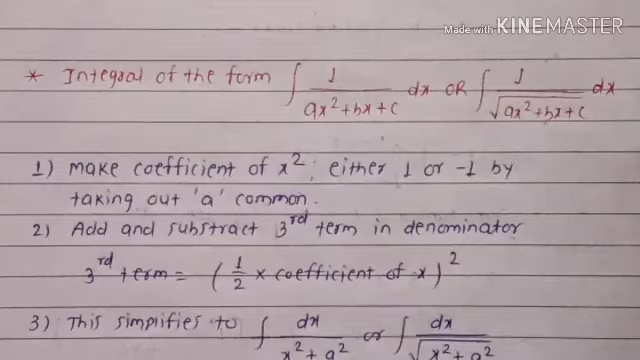 Made with KINEMASTER
* Integral of the form ∫ 1/(ax²+bx+c) dx OR ∫ 1/√(ax²+bx+c) dx
1) Make coefficient of x², either 1 or -1 by
taking out 'a' common.
2) Add and substract 3rd term in denominator
3rd term = (1/2 × coefficient of x)²
3) This simplifies to ∫ dx/(x²+a²) or ∫ dx/√(x²+a²)